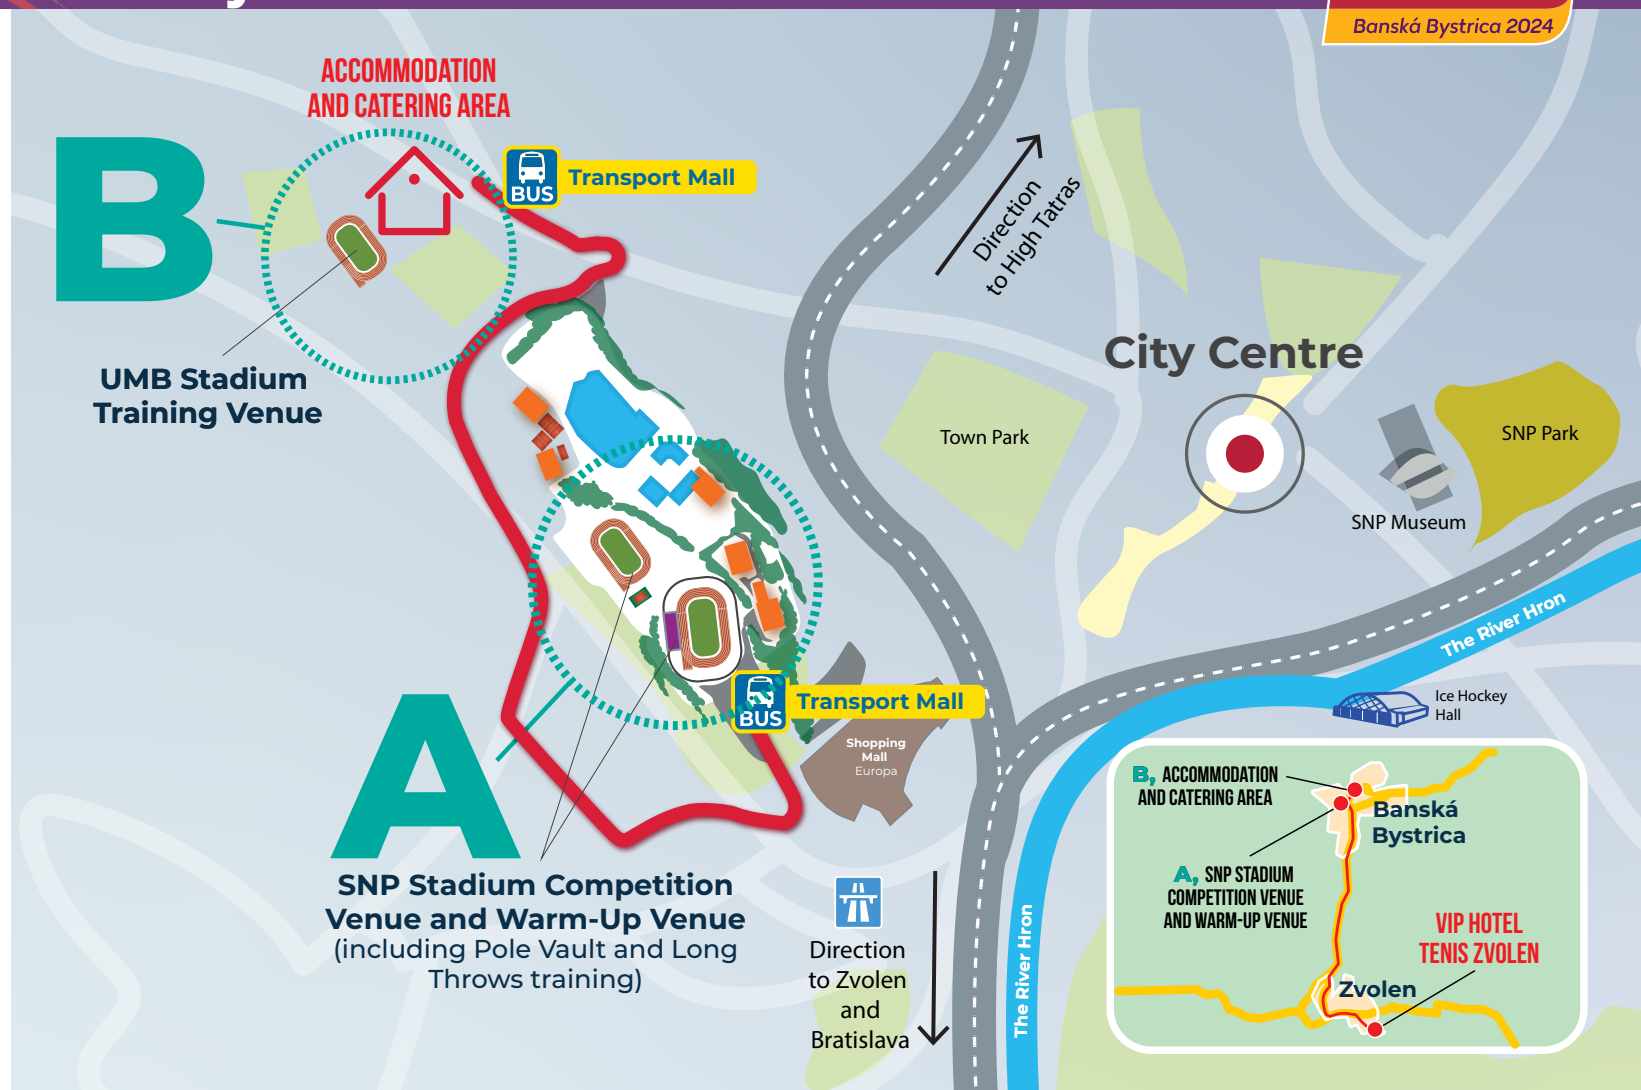 Banská Bystrica 2024
ACCOMMODATION
AND CATERING AREA
B
BUS
Transport Mall
UMB Stadium
Training Venue
Direction
to High Tatras
City Centre
Town Park
SNP Park
SNP Museum
The River Hron
Ice Hockey
Hall
A
BUS
Transport Mall
Shopping
Mall
Europa
SNP Stadium Competition
Venue and Warm-Up Venue
(including Pole Vault and Long
Throws training)
Direction
to Zvolen
and
Bratislava
The River Hron
B, ACCOMMODATION
AND CATERING AREA
Banská
Bystrica
A, SNP STADIUM
COMPETITION VENUE
AND WARM-UP VENUE
VIP HOTEL
TENIS ZVOLEN
Zvolen